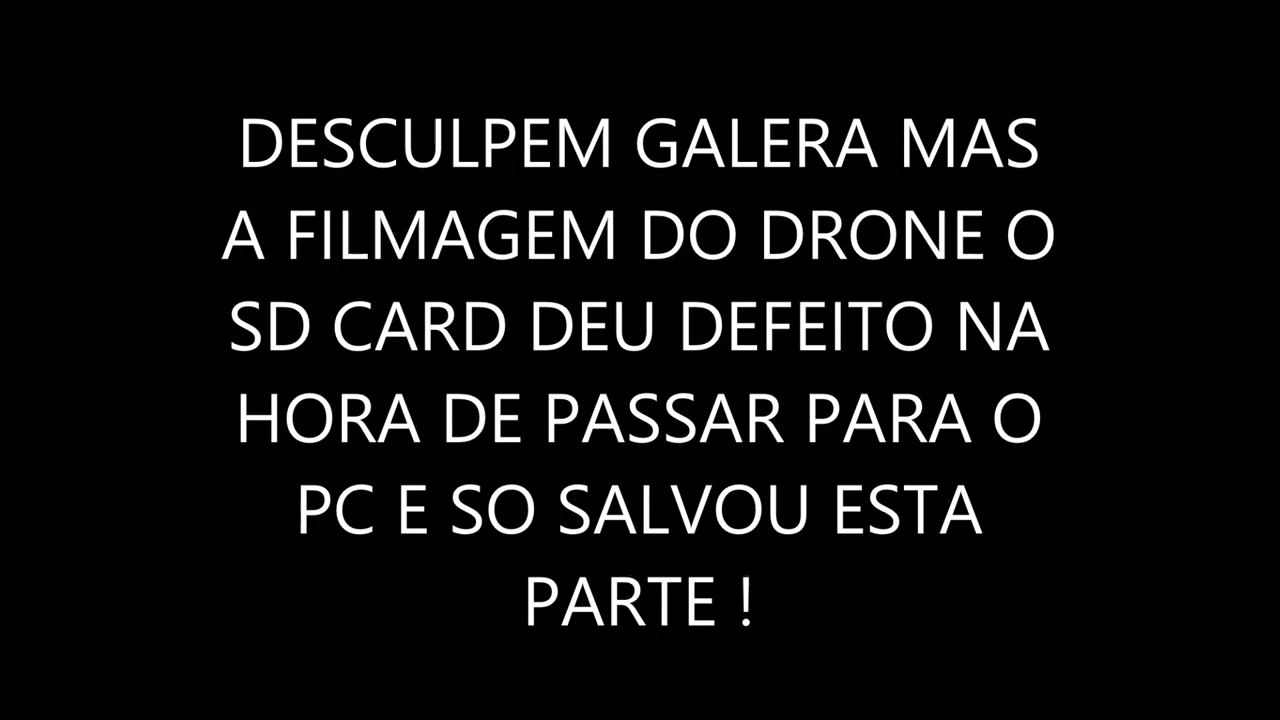 DESCULPEM GALERA MAS
A FILMAGEM DO DRONE O
SD CARD DEU DEFEITO NA
HORA DE PASSAR PARA O
PC E SO SALVOU ESTA
PARTE !